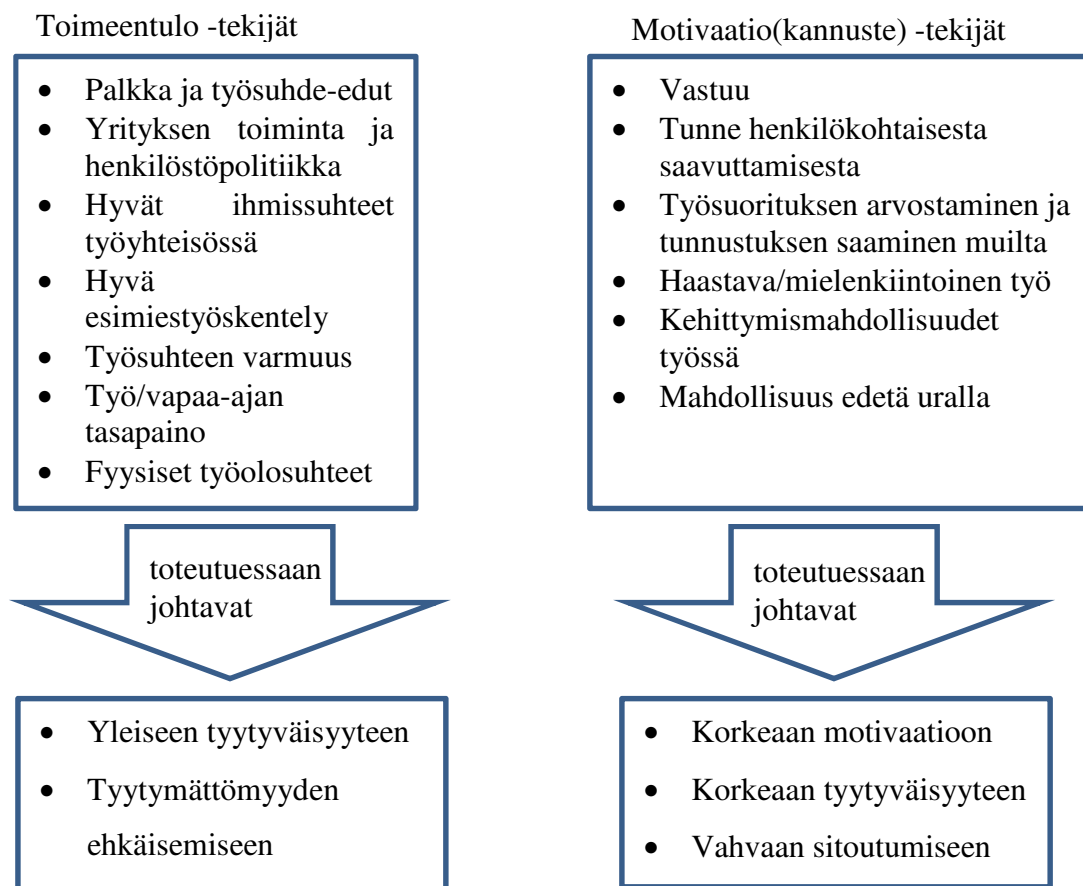 Toimeentulo -tekijät
• Palkka ja työsuhde-edut
• Yrityksen toiminta ja
henkilöstöpolitiikka
• Hyvät ihmissuhteet
työyhteisössä
• Hyvä
esimiestyöskentely
• Työsuhteen varmuus
• Työ/vapaa-ajan
tasapaino
• Fyysiset työolosuhteet
toteutuessaan
johtavat
• Yleiseen tyytyväisyyteen
• Tyytymättömyyden
ehkäisemiseen
Motivaatio(kannuste) -tekijät
• Vastuu
• Tunne henkilökohtaisesta
saavuttamisesta
• Työsuorituksen arvostaminen ja
tunnustuksen saaminen muilta
• Haastava/mielenkiintoinen työ
• Kehittymismahdollisuudet
työssä
• Mahdollisuus edetä uralla
toteutuessaan
johtavat
• Korkeaan motivaatioon
• Korkeaan tyytyväisyyteen
• Vahvaan sitoutumiseen